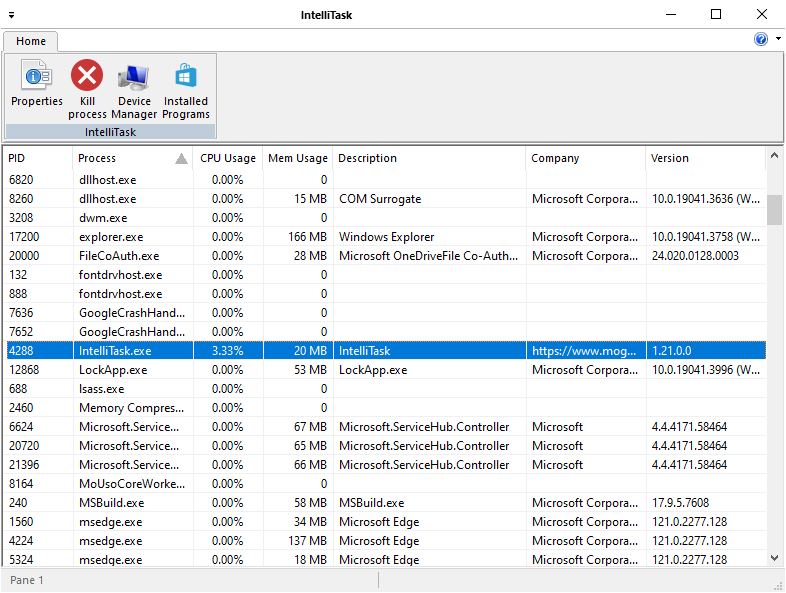 IntelliTask
Home
Properties
Kill process
Device Manager
Installed Programs
IntelliTask
PID Process CPU Usage Mem Usage Description Company Version
6820 dllhost.exe 0.00% 0
8260 dllhost.exe 0.00% 15 MB COM Surrogate Microsoft Corpora... 10.0.19041.3636 (W...
3208 dwm.exe 0.00% 0
17200 explorer.exe 0.00% 166 MB Windows Explorer Microsoft Corpora... 10.0.19041.3758 (W...
20000 FileCoAuth.exe 0.00% 28 MB Microsoft OneDriveFile Co-Auth... Microsoft Corpora... 24.020.0128.0003
132 fontdrvhost.exe 0.00% 0
888 fontdrvhost.exe 0.00% 0
7636 GoogleCrashHand... 0.00% 0
7652 GoogleCrashHand... 0.00% 0
4288 IntelliTask.exe 3.33% 20 MB IntelliTask https://www.mog... 1.21.0.0
12868 LockApp.exe 0.00% 53 MB LockApp.exe Microsoft Corpora... 10.0.19041.3996 (W...
688 lsass.exe 0.00% 0
2460 Memory Compres... 0.00% 0
6624 Microsoft.Service... 0.00% 67 MB Microsoft.ServiceHub.Controller Microsoft 4.4.4171.58464
20720 Microsoft.Service... 0.00% 65 MB Microsoft.ServiceHub.Controller Microsoft 4.4.4171.58464
21396 Microsoft.Service... 0.00% 66 MB Microsoft.ServiceHub.Controller Microsoft 4.4.4171.58464
8164 MoUsoCoreWorke... 0.00% 0
240 MSBuild.exe 0.00% 58 MB MSBuild.exe Microsoft Corpora... 17.9.5.7608
1560 msedge.exe 0.00% 34 MB Microsoft Edge Microsoft Corpora... 121.0.2277.128
4224 msedge.exe 0.00% 137 MB Microsoft Edge Microsoft Corpora... 121.0.2277.128
5324 msedge.exe 0.00% 18 MB Microsoft Edge Microsoft Corpora... 121.0.2277.128
Pane 1